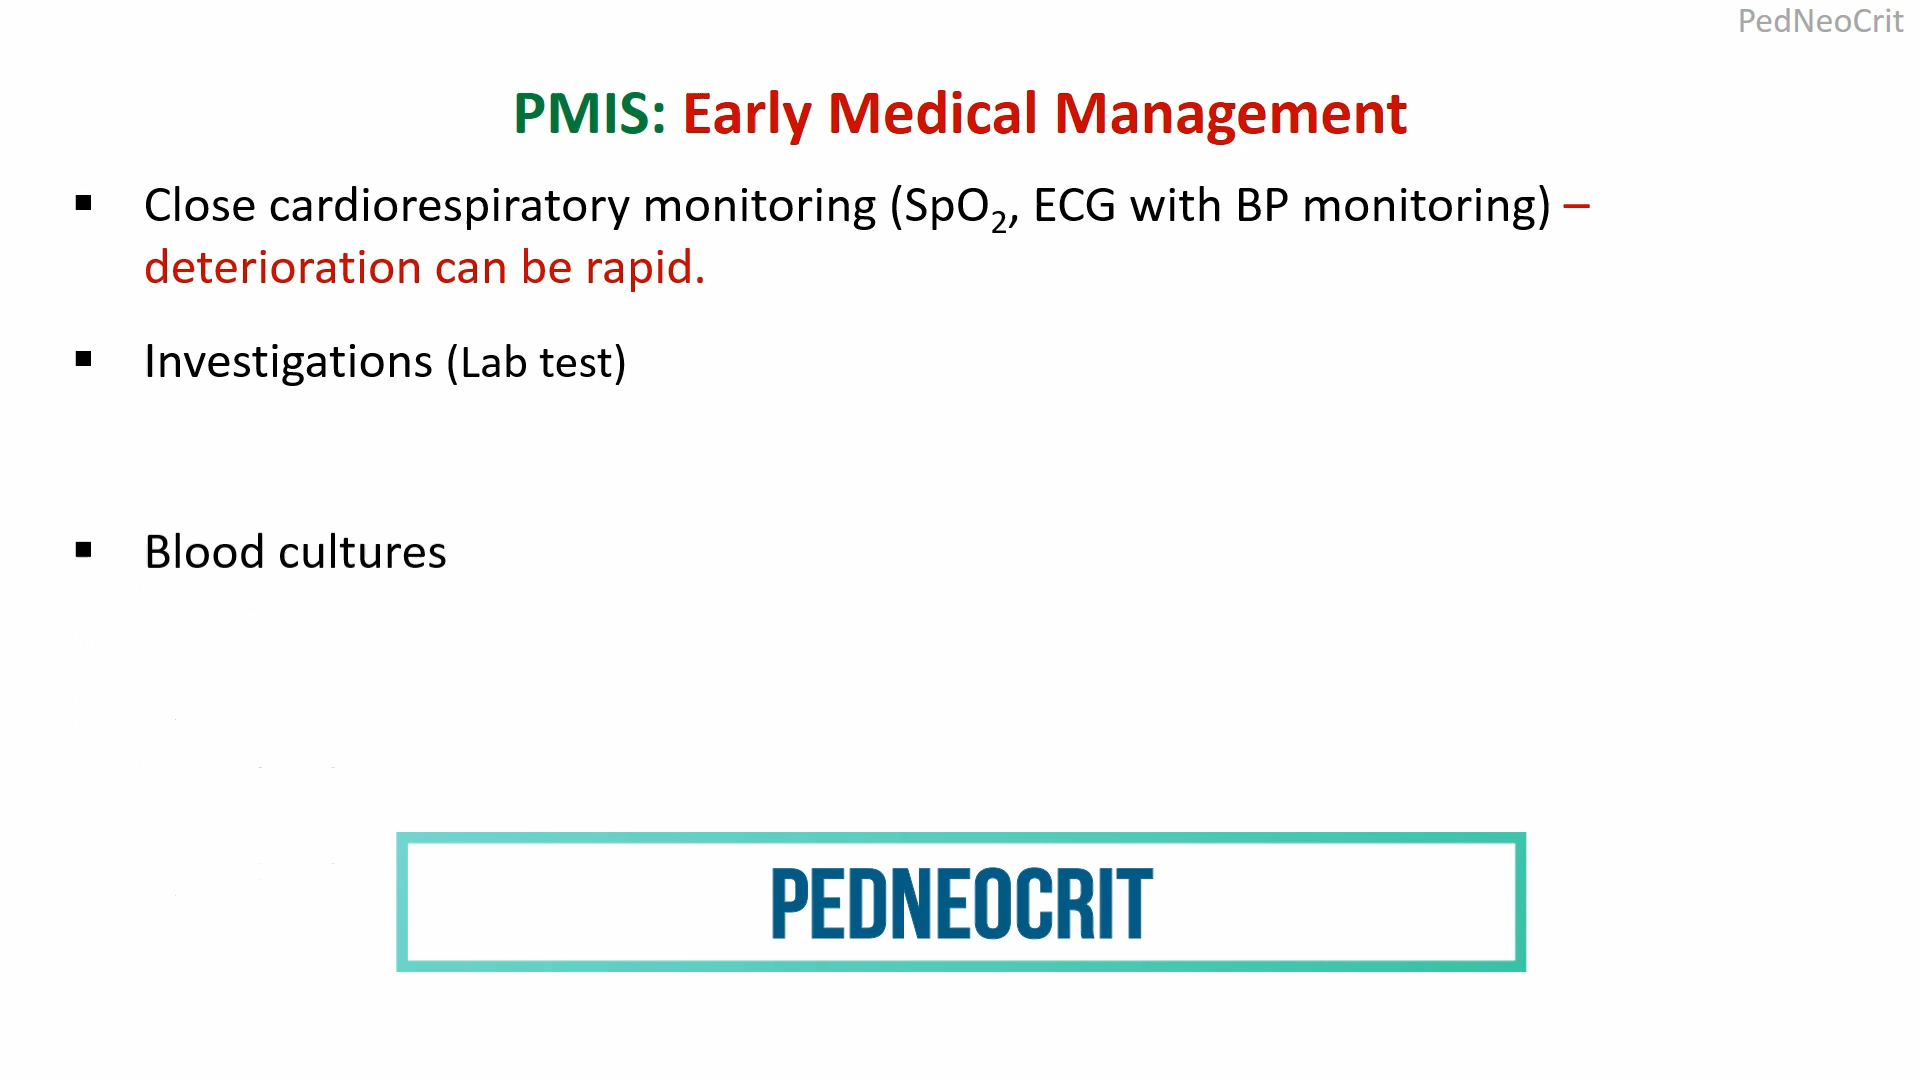 PedNeoCrit
PMIS: Early Medical Management
▪ Close cardiorespiratory monitoring (SpO₂, ECG with BP monitoring) –
deterioration can be rapid.
▪ Investigations (Lab test)
▪ Blood cultures
PEDNEOCRIT